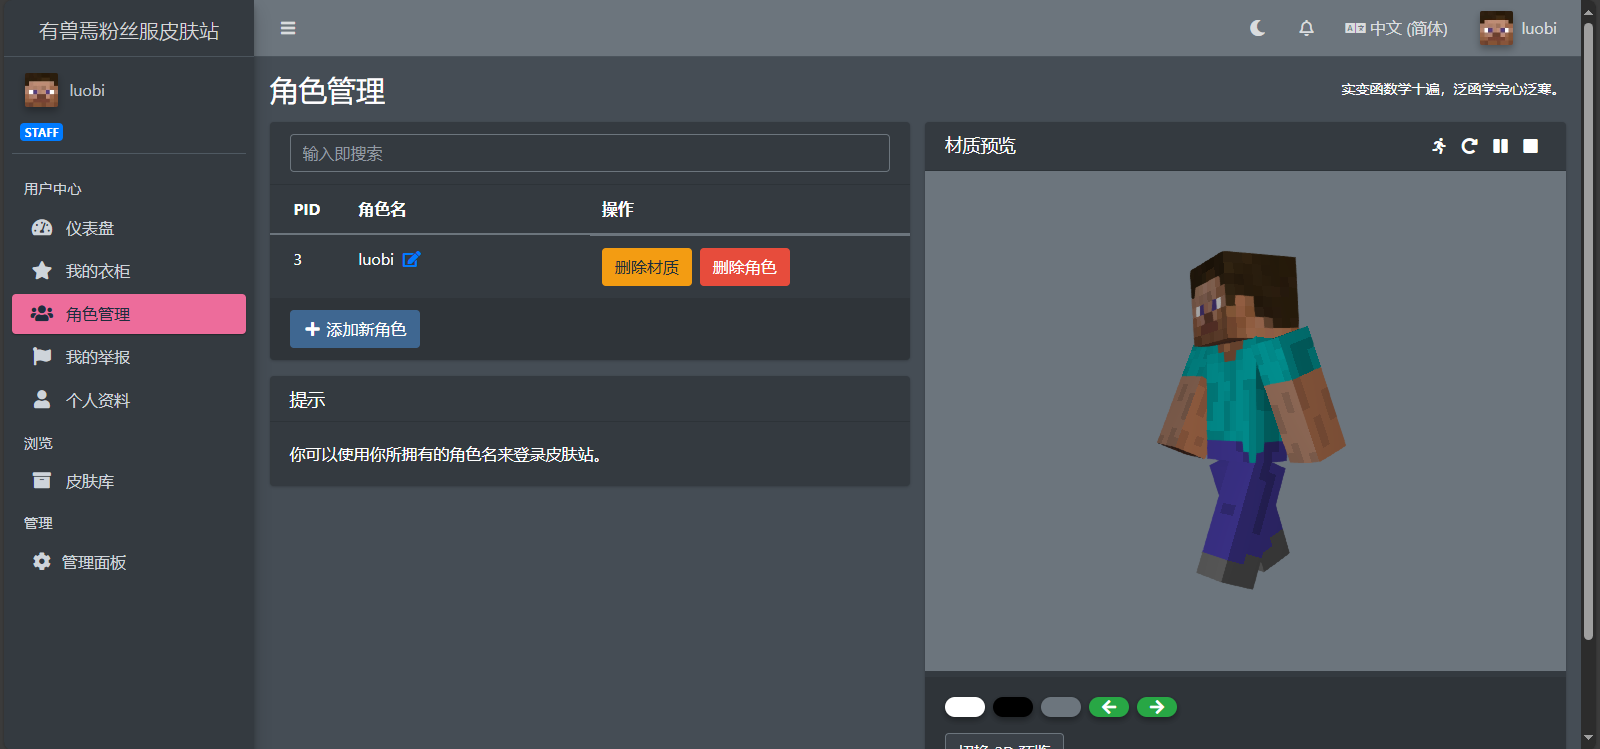 有兽焉粉丝服皮肤站
中文 (简体)
luobi
luobi
STAFF
用户中心
仪表盘
我的衣柜
角色管理
我的举报
个人资料
浏览
皮肤库
管理
管理面板
角色管理
实变函数学十遍，泛函学完心泛寒。
输入即搜索
PID 角色名 操作
3 luobi 删除材质 删除角色
添加新角色
提示
你可以使用你所拥有的角色名来登录皮肤站。
材质预览
切换 2D 预览